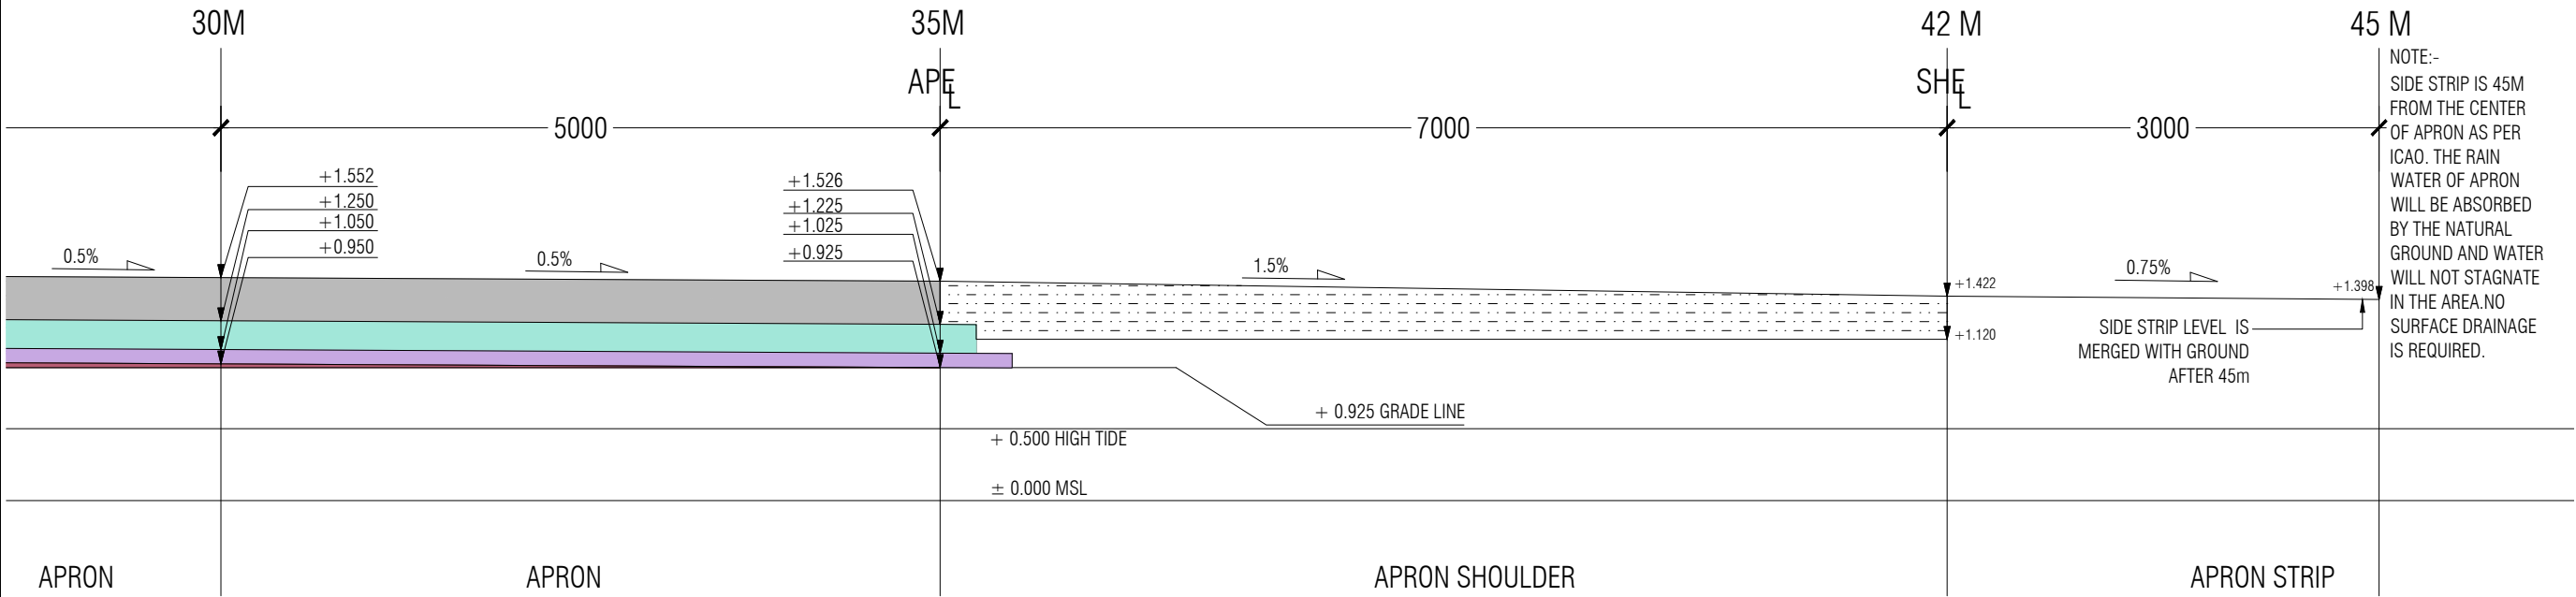 30M
35M
42 M
45 M
APE
L
SHE
L
5000
7000
3000
NOTE:-
SIDE STRIP IS 45M
FROM THE CENTER
OF APRON AS PER
ICAO. THE RAIN
WATER OF APRON
WILL BE ABSORBED
BY THE NATURAL
GROUND AND WATER
WILL NOT STAGNATE
IN THE AREA.NO
SURFACE DRAINAGE
IS REQUIRED.
+1.552
+1.250
+1.050
+0.950
+1.526
+1.225
+1.025
+0.925
0.5%
0.5%
1.5%
0.75%
+1.422
+1.398
+1.120
SIDE STRIP LEVEL IS
MERGED WITH GROUND
AFTER 45m
+ 0.925 GRADE LINE
+ 0.500 HIGH TIDE
± 0.000 MSL
APRON
APRON
APRON SHOULDER
APRON STRIP